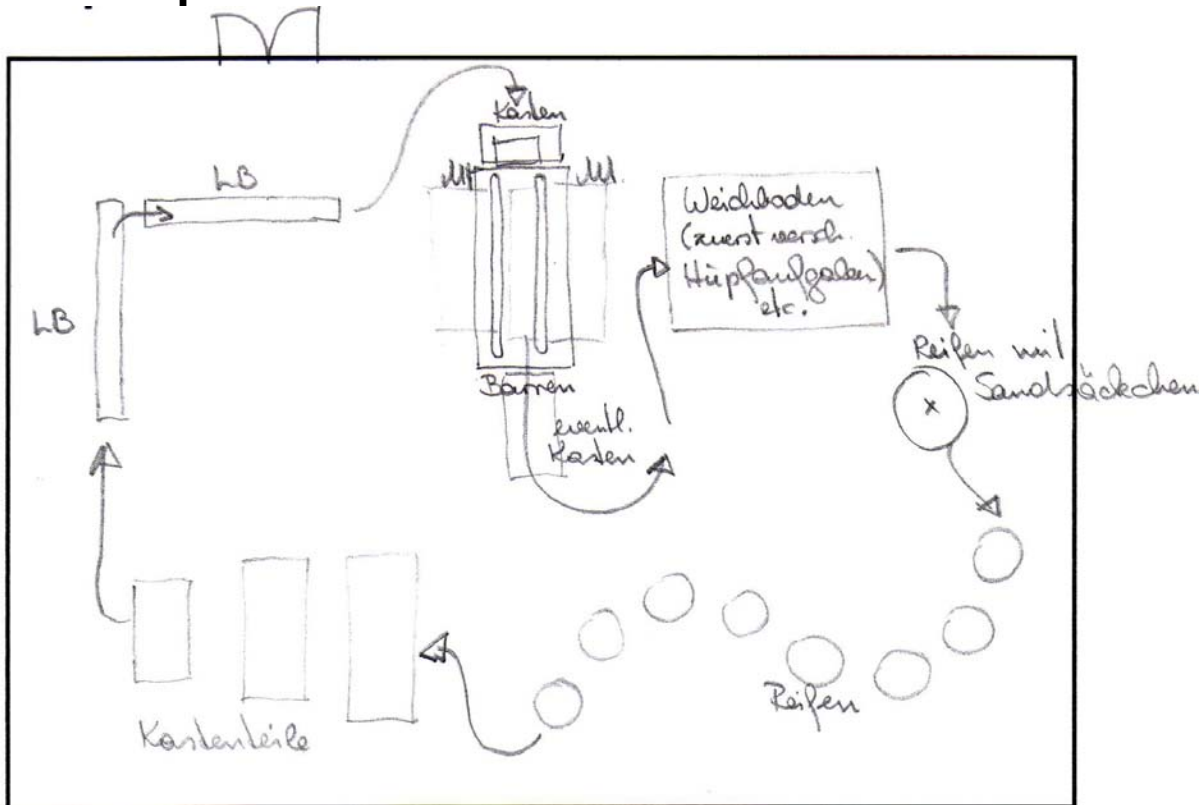 Kasten
LB
LB
Weichboden
(zuerst versch.
Hüpfaufgaben)
etc.
Reifen mit
Sandsäckchen
x
Barren
eventl.
Kasten
Reifen
Kastenteile